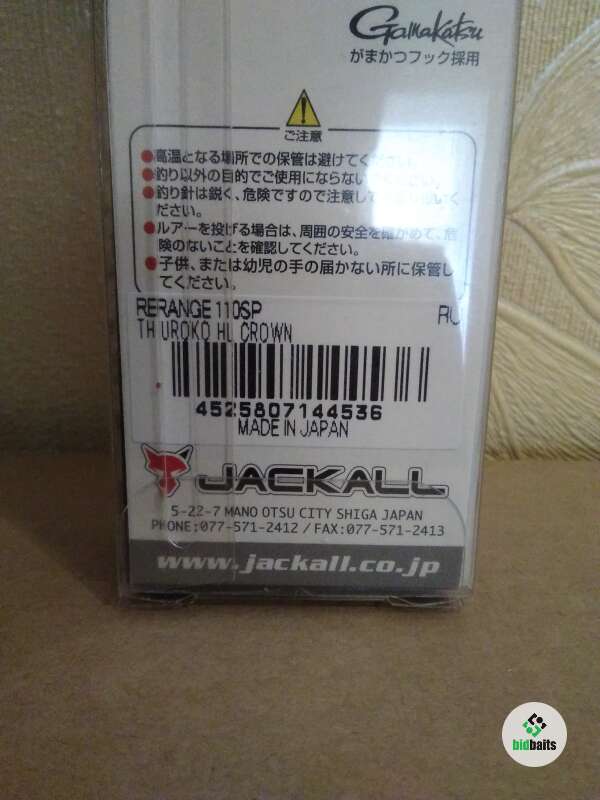 Gamakatsu
がまかつフック採用
ご注意
●高温となる場所での保管は避けてください。
●釣り以外の目的でご使用にならない
ください。
●釣り針は鋭く、危険ですので注意して
ださい。
●ルアーを投げる場合は、周囲の安全を確かめて、危
険のないことを確認してください。
●子供、または幼児の手の届かない所に保管し
てください。
RERANGE 110SP
TH UROKO HL CROWN
4525807144536
MADE IN JAPAN
JACKALL
5-22-7 MANO OTSU CITY SHIGA JAPAN
PHONE:077-571-2412 / FAX:077-571-2413
www.jackall.co.jp
bidbaits